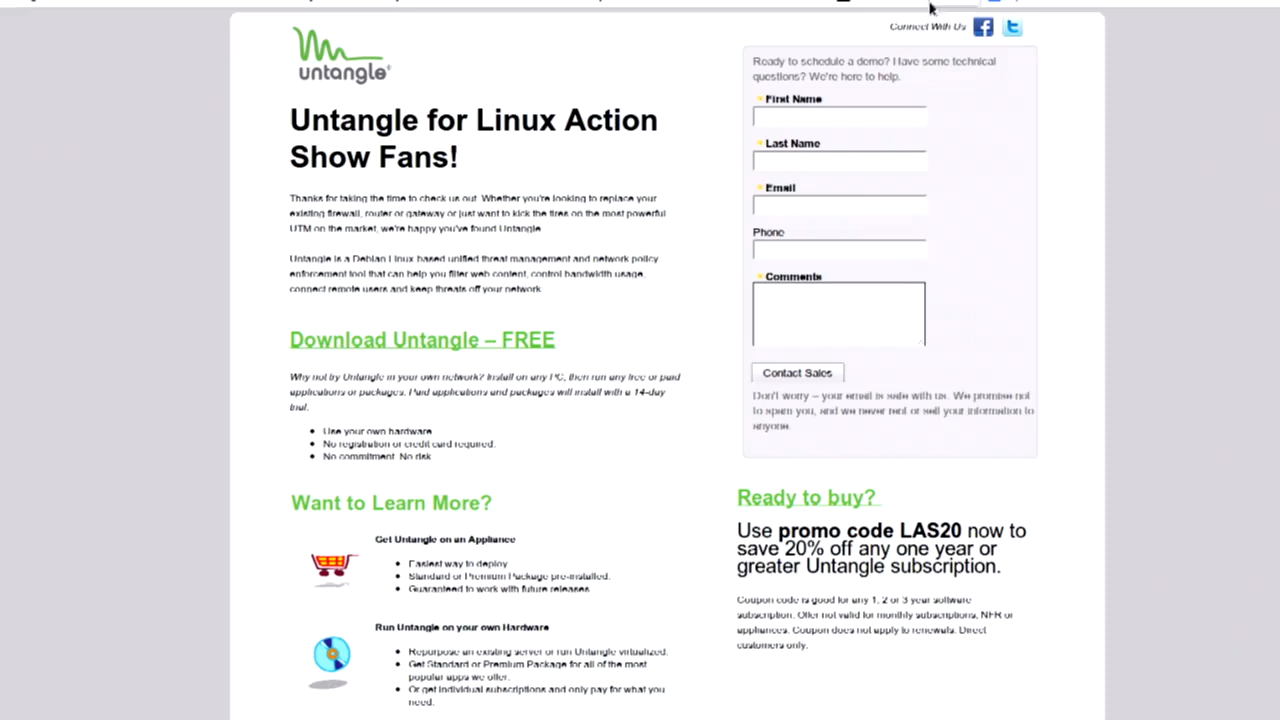 Connect With Us
untangle
Ready to schedule a demo? Have some technical
questions? We're here to help.
* First Name
* Last Name
* Email
Phone
* Comments
Contact Sales
Don't worry – your email is safe with us. We promise not
to spam you, and we never rent or sell your information to
anyone.
Untangle for Linux Action
Show Fans!
Thanks for taking the time to check us out. Whether you're looking to replace your
existing firewall, router or gateway or just want to kick the tires on the most powerful
UTM on the market, we're happy you've found Untangle.
Untangle is a Debian Linux based unified threat management and network policy
enforcement tool that can help you filter web content, control bandwidth usage,
connect remote users and keep threats off your network.
Download Untangle – FREE
Why not try Untangle in your own network? Install on any PC, then run any free or paid
applications or packages. Paid applications and packages will install with a 14-day
trial.
• Use your own hardware
• No registration or credit card required.
• No commitment. No risk.
Want to Learn More?
Get Untangle on an Appliance
• Easiest way to deploy
• Standard or Premium Package pre-installed.
• Guaranteed to work with future releases
Run Untangle on your own Hardware
• Repurpose an existing server or run Untangle virtualized.
• Get Standard or Premium Package for all of the most
popular apps we offer.
• Or get individual subscriptions and only pay for what you
need.
Ready to buy?
Use promo code LAS20 now to
save 20% off any one year or
greater Untangle subscription.
Coupon code is good for any 1, 2 or 3 year software
subscription. Offer not valid for monthly subscriptions, NFR or
appliances. Coupon does not apply to renewals. Direct
customers only.